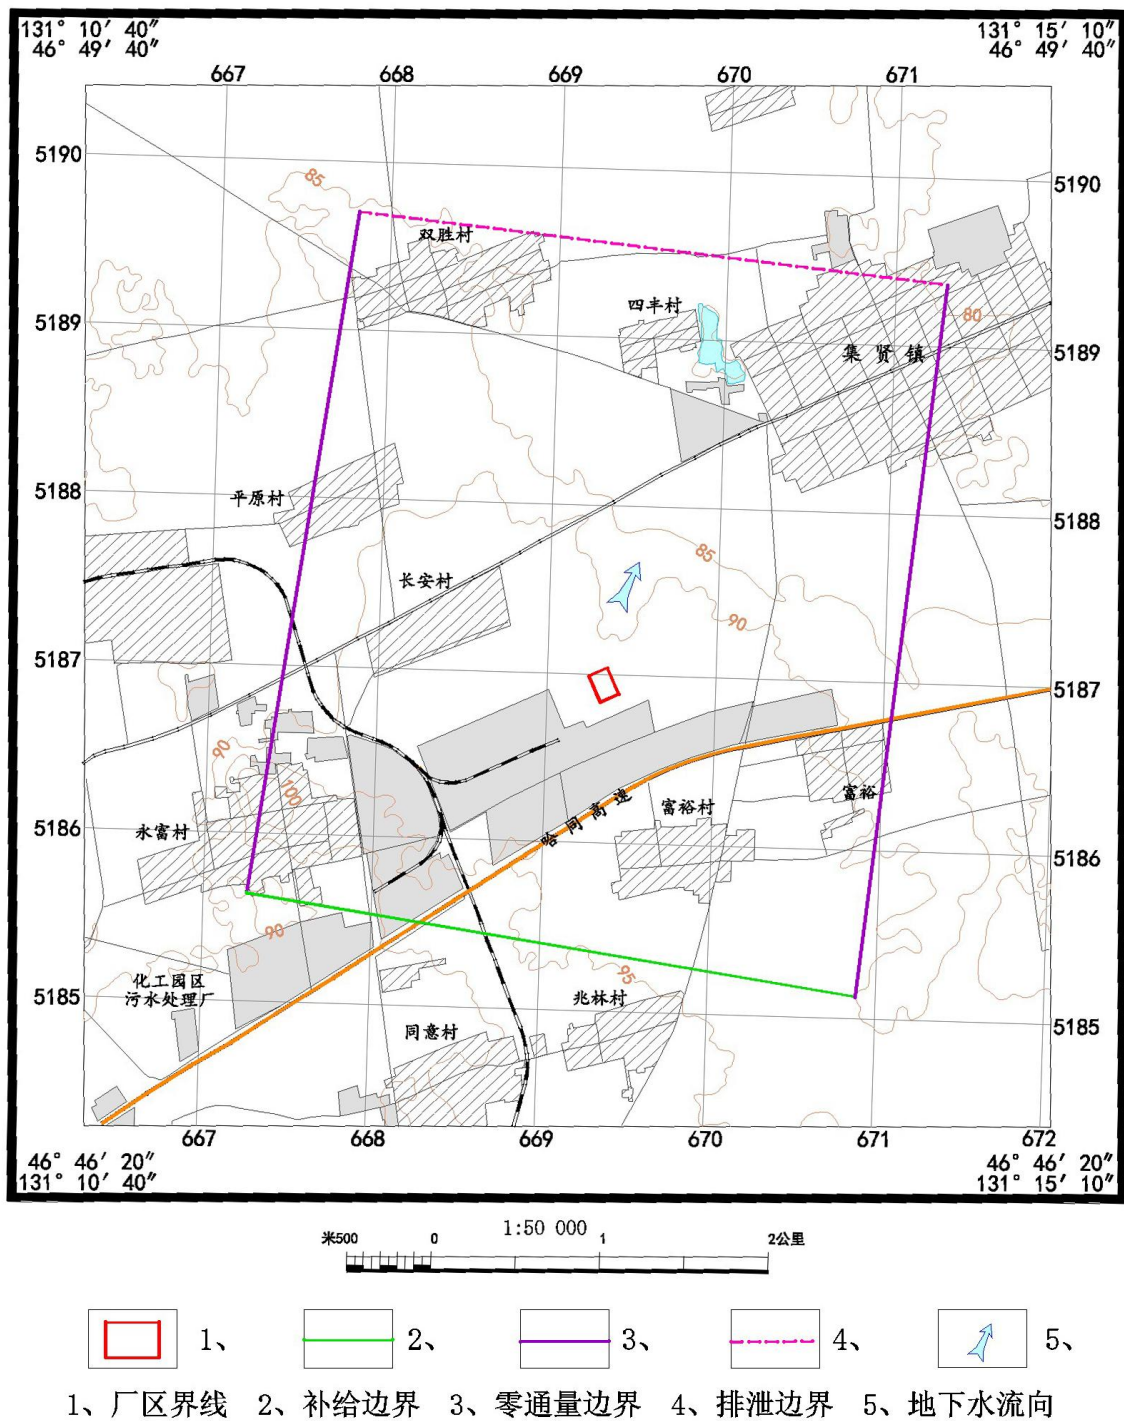 131° 10′ 40″
46° 49′ 40″
131° 15′ 10″
46° 49′ 40″
667 668 669 670 671
5190
5190
85
双胜村
四丰村
5189
80
集贤镇
5189
平原村
5188
5188
85
长安村
90
5187
5187
90
100
富裕
哈同高速
富裕村
永富村
5186
5186
90
95
化工园区
污水处理厂
兆林村
5185
5185
同意村
667 668 669 670 671 672
46° 46′ 20″
131° 10′ 40″
46° 46′ 20″
131° 15′ 10″
1:50 000
米500 0 1 2公里
1、 2、 3、 4、 5、
1、厂区界线 2、补给边界 3、零通量边界 4、排泄边界 5、地下水流向